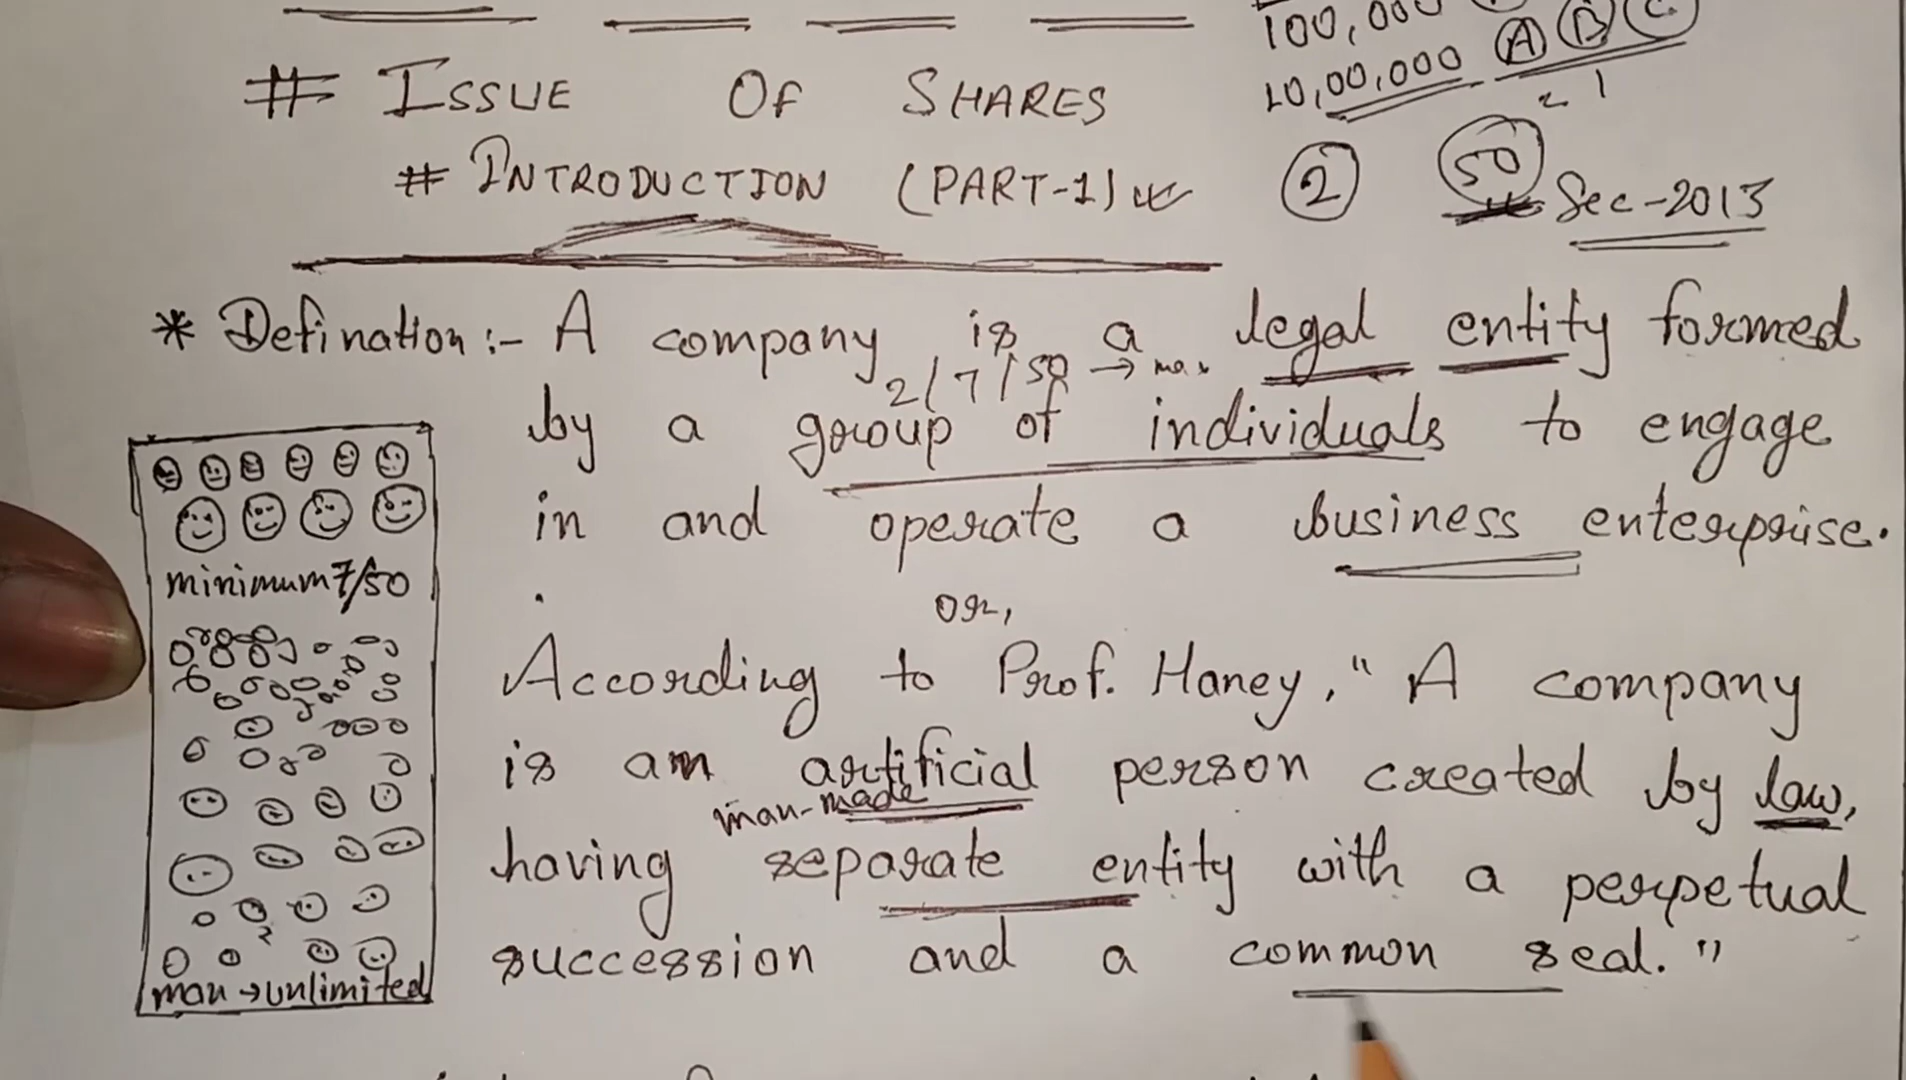 100,000
10,00,000 A B C
2 1
# ISSUE OF SHARES
# INTRODUCTION (PART-1)
2 50 Sec-2013
* Defination :- A company is a legal entity formed
2/7/50 → max
by a group of individuals to engage
in and operate a business enterprise.
or,
According to Prof. Haney, "A company
is am artificial person created by law,
man-made
having separate entity with a perpetual
succession and a common seal."
minimum 7/50
max → unlimited